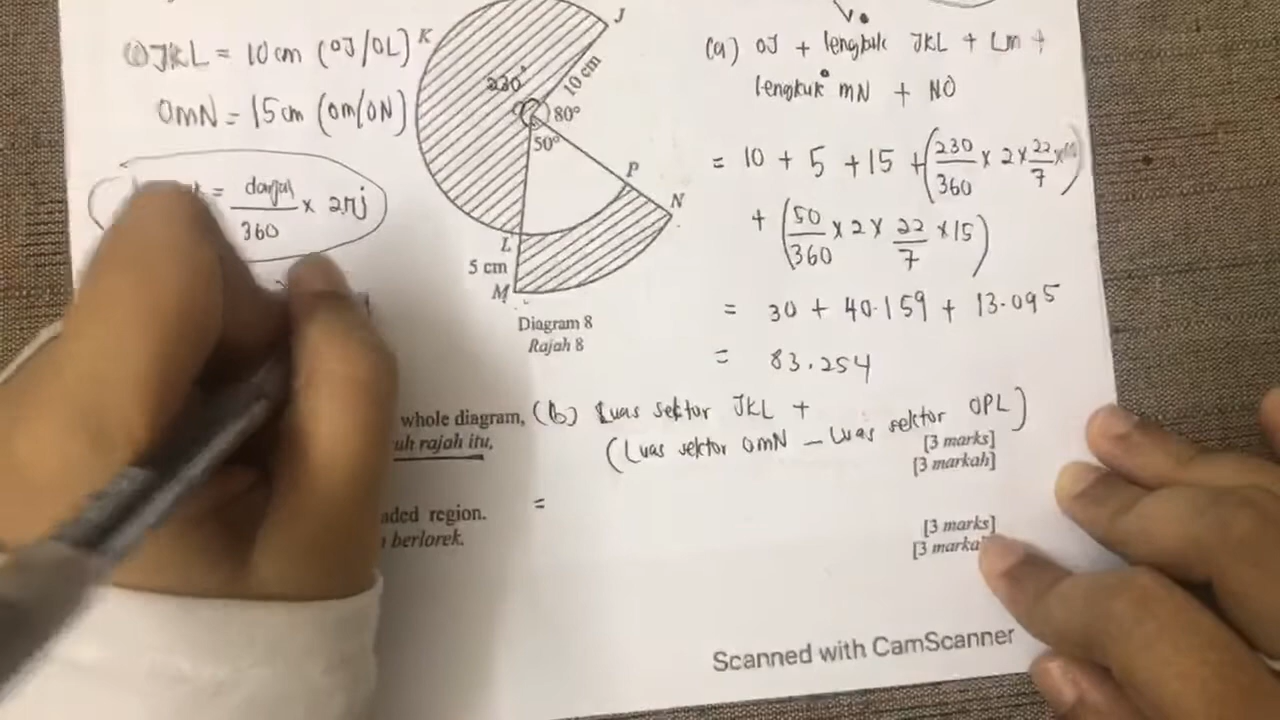 JKL = 10 cm (OJ/OL)
OMN = 15 cm (OM/ON)
= darjah/360 × 2πj
K
J
230°
10 cm
80°
50°
P
N
L
5 cm
M
Diagram 8
Rajah 8
(a) OJ + lengkuk JKL + LM +
lengkuk MN + NO
= 10 + 5 + 15 + (230/360 × 2 × 22/7 × 10)
+ (50/360 × 2 × 22/7 × 15)
= 30 + 40.159 + 13.095
= 83.254
whole diagram,
uh rajah itu,
(b) Luas sektor JKL +
(Luas sektor OMN – Luas sektor OPL)
[3 marks]
[3 markah]
=
aded region.
berlorek.
[3 marks]
Scanned with CamScanner